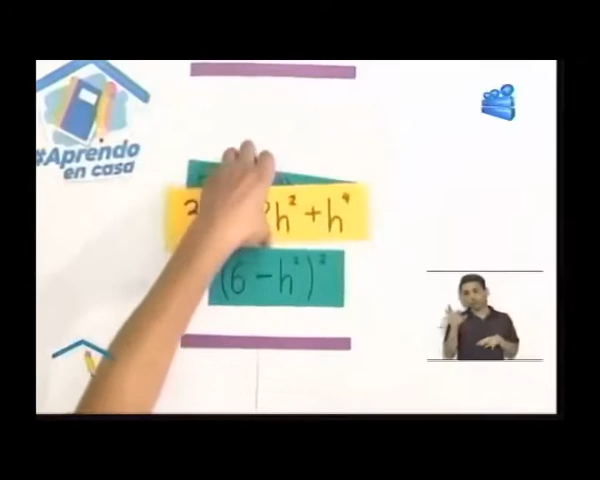 #Aprendo
en casa
h² + h⁴
(6 − h²)²